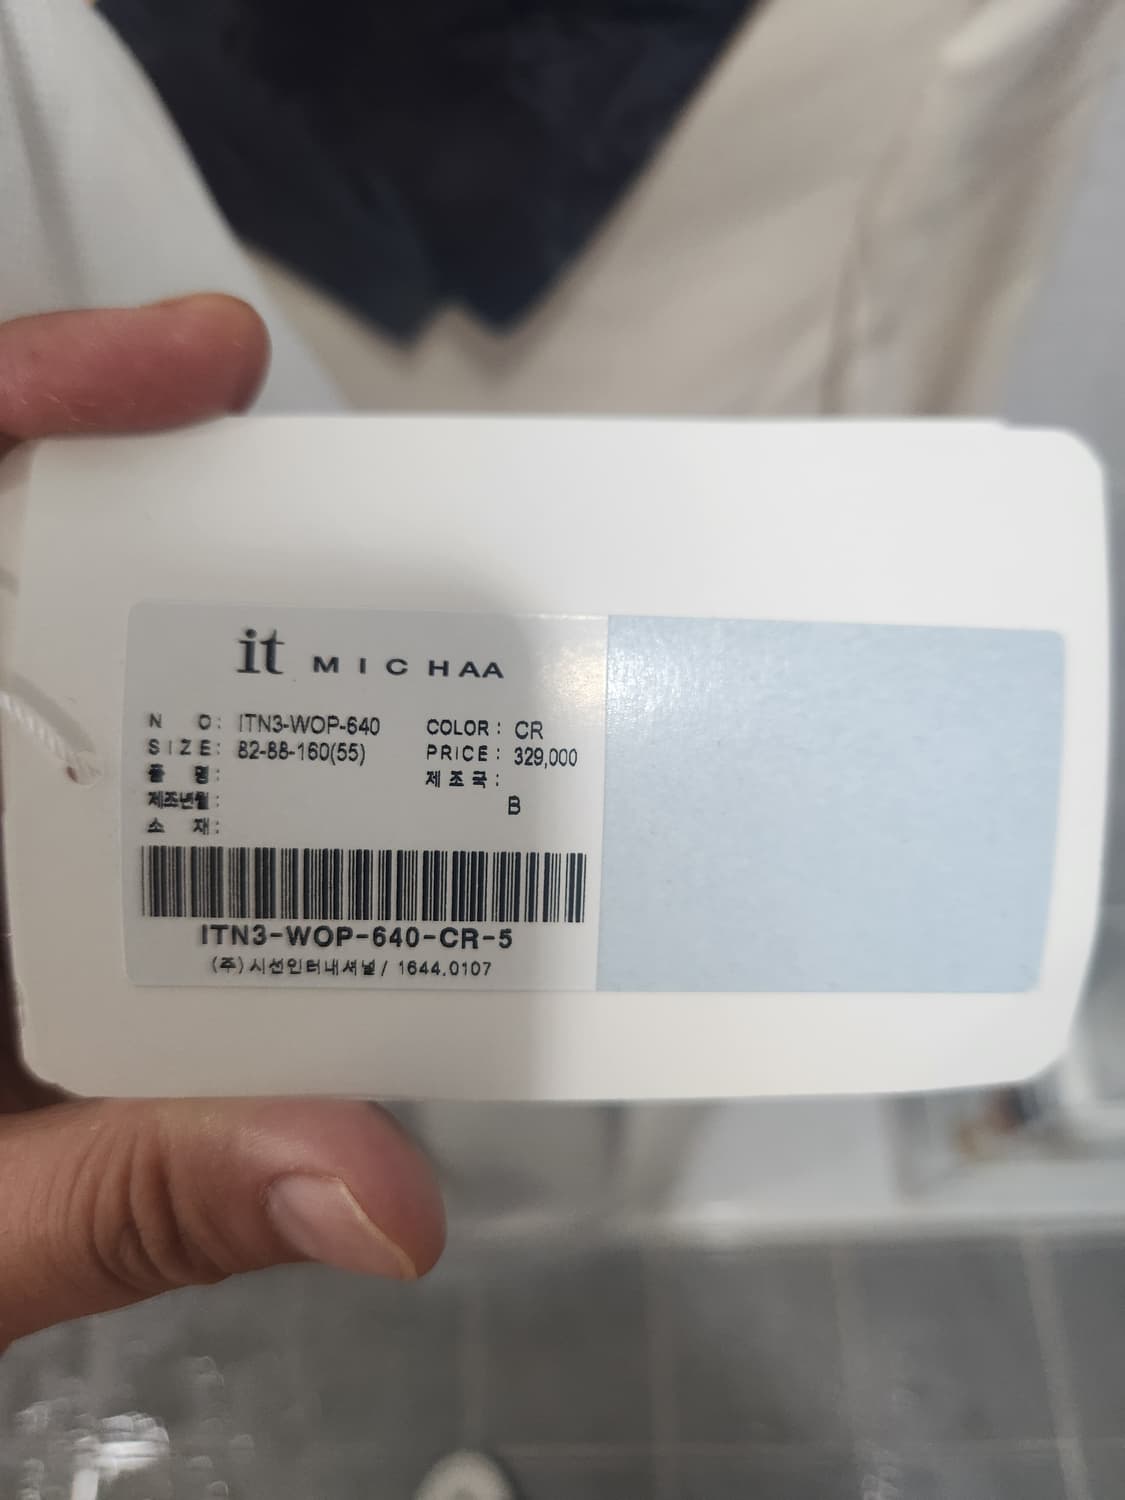 it MICHAA
NO: ITN3-WOP-640 COLOR: CR
SIZE: 82-88-160(55) PRICE: 329,000
품 명: 제조국:
제조년월: B
소 재:
ITN3-WOP-640-CR-5
(주)시선인터내셔널/ 1644.0107